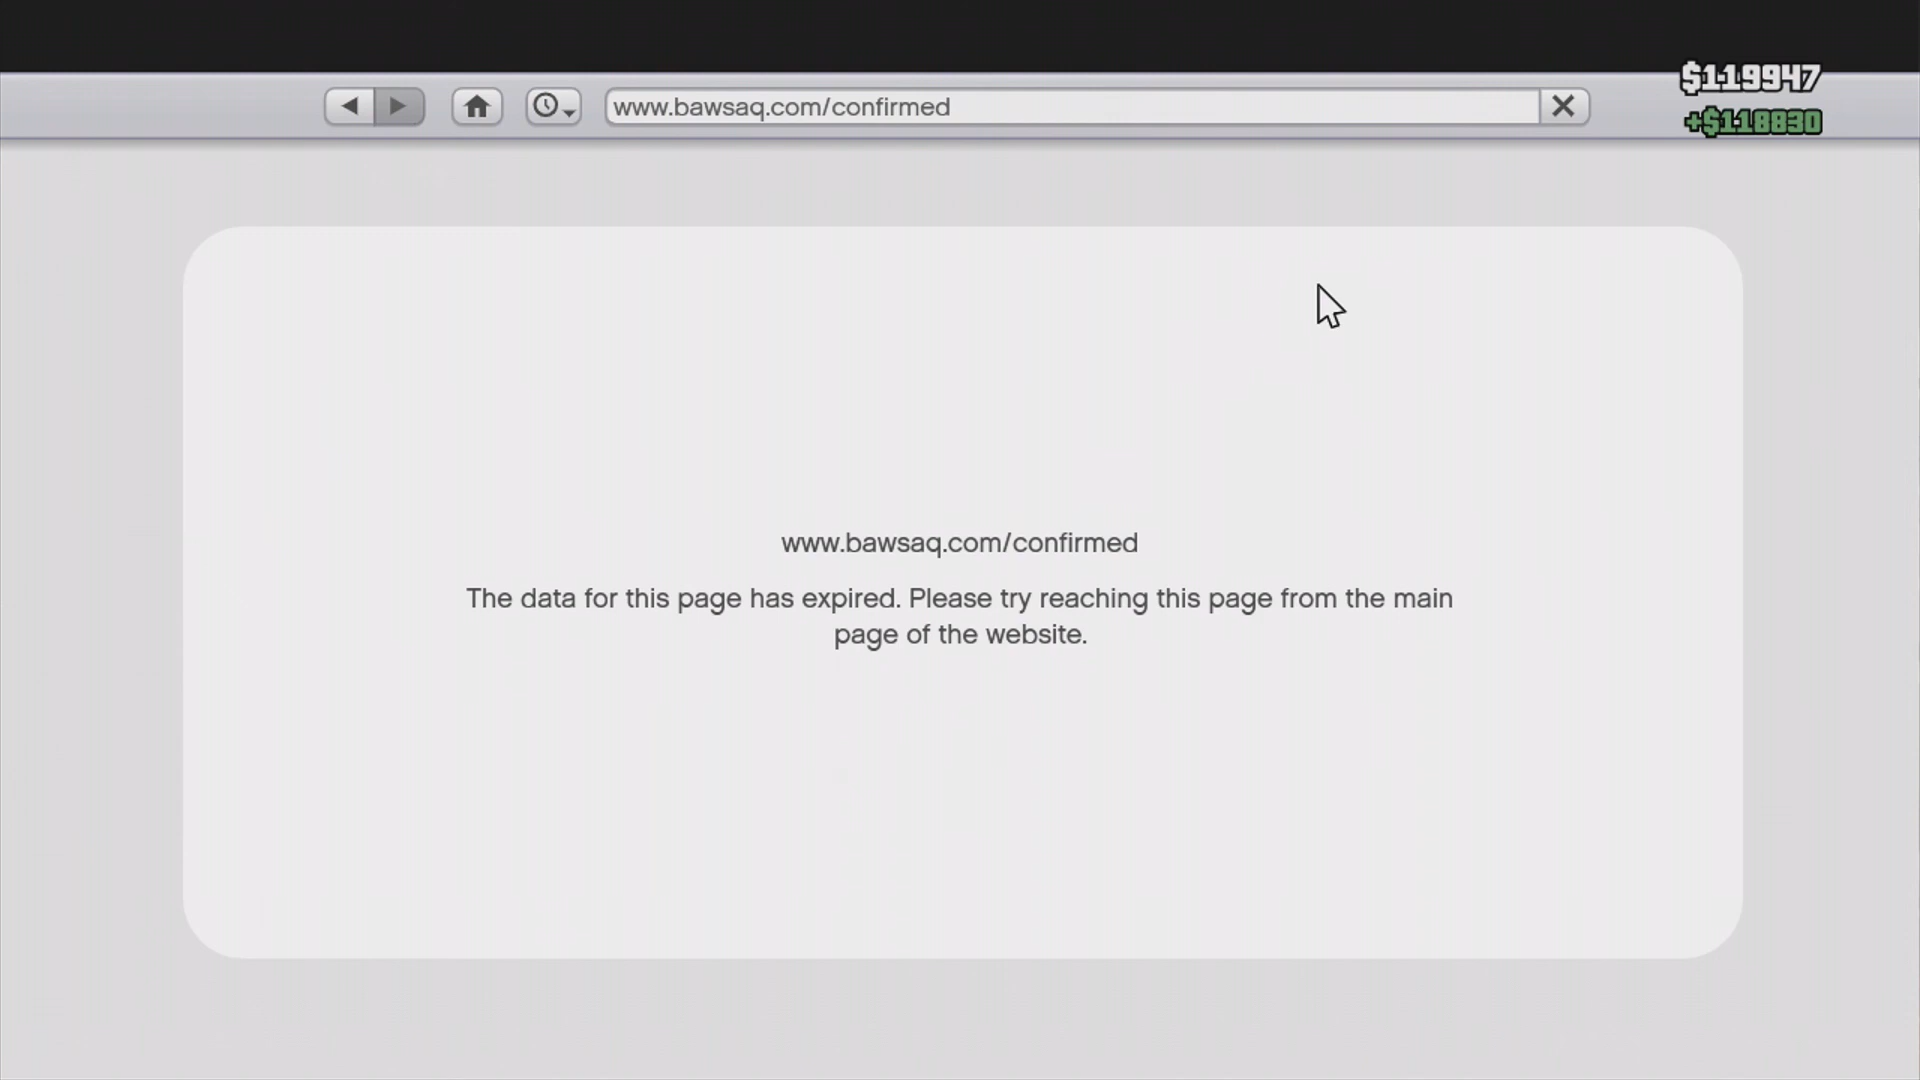 $119947
www.bawsaq.com/confirmed
+$118830
www.bawsaq.com/confirmed
The data for this page has expired. Please try reaching this page from the main
page of the website.